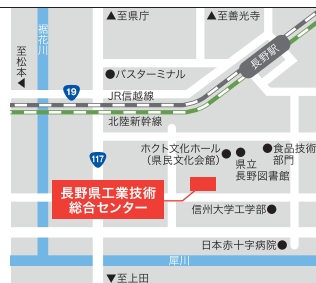 ▲至県庁
▲至善光寺
裾花川
至松本▲
長野駅
●バスターミナル
19
JR信越線
北陸新幹線
ホクト文化ホール
(県民文化会館)
県立
長野図書館
食品技術
部門
117
長野県工業技術
総合センター
信州大学工学部●
日本赤十字病院●
犀川
▼至上田